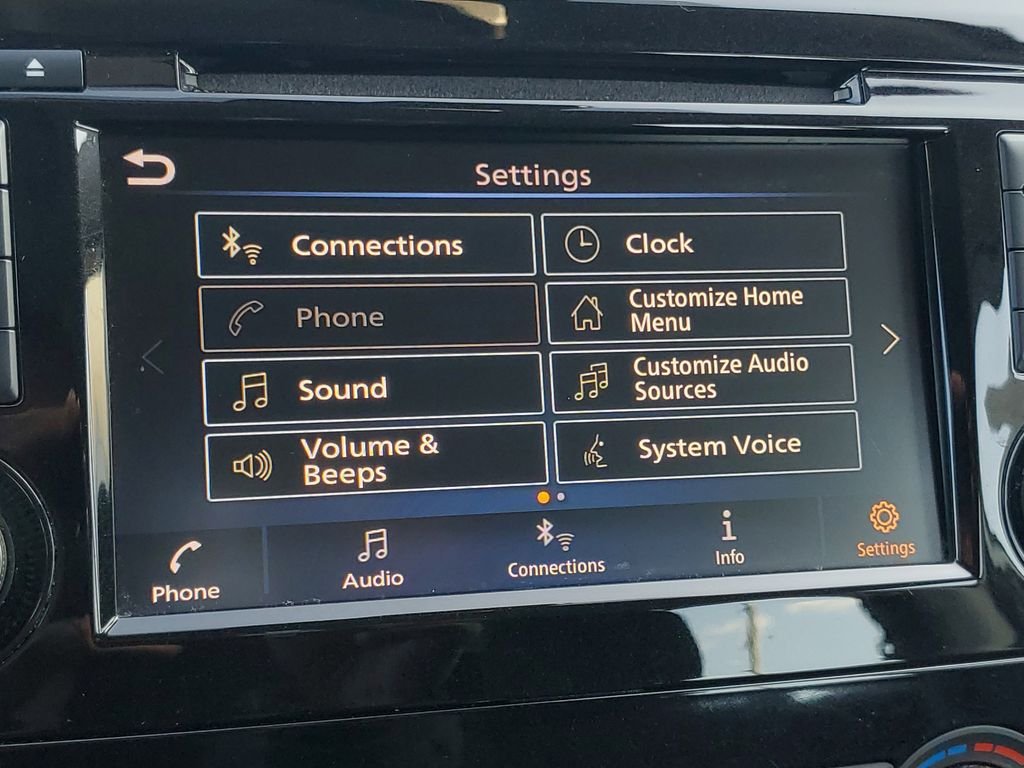 Settings
Connections
Clock
Phone
Customize Home
Menu
Sound
Customize Audio
Sources
Volume &
Beeps
System Voice
Phone
Audio
Connections
Info
Settings